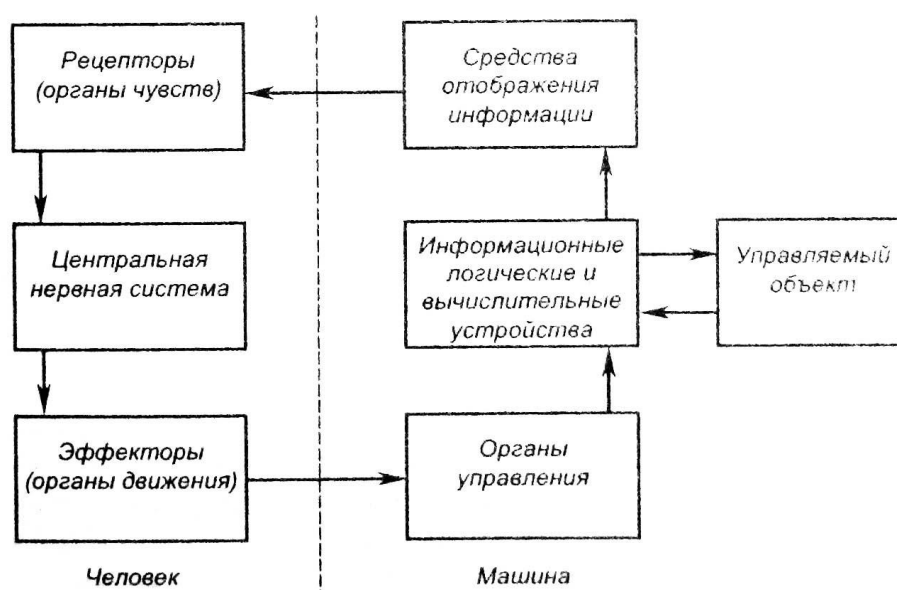 Рецепторы
(органы чувств)
Средства
отображения
информации
Центральная
нервная система
Информационные
логические и
вычислительные
устройства
Управляемый
объект
Эффекторы
(органы движения)
Органы
управления
Человек
Машина